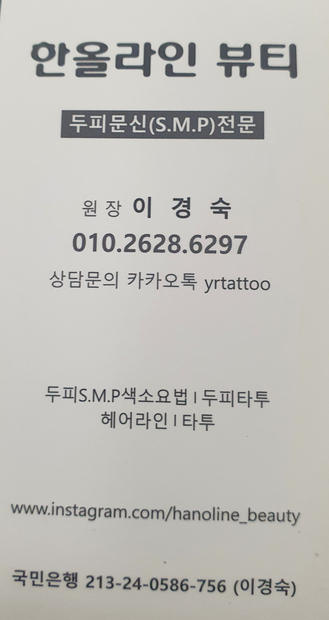 한올라인 뷰티
두피문신(S.M.P)전문
원장 이 경 숙
010.2628.6297
상담문의 카카오톡 yrtattoo
두피S.M.P색소요법 | 두피타투
헤어라인 | 타투
www.instagram.com/hanoline_beauty
국민은행 213-24-0586-756 (이경숙)